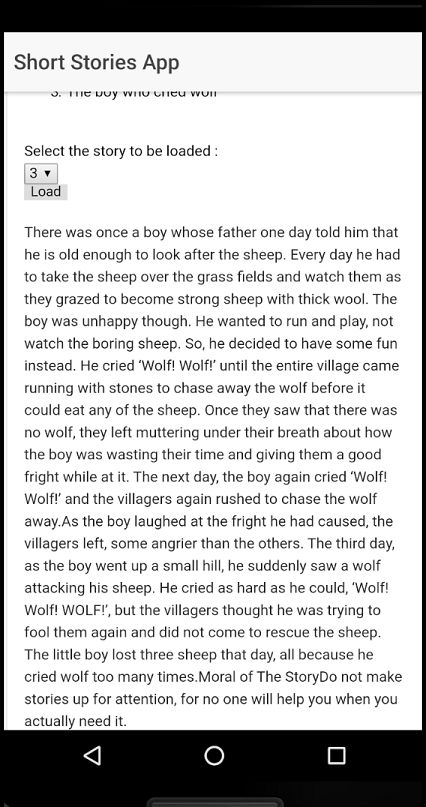 Short Stories App
3. The boy who cried wolf
Select the story to be loaded :
3
Load
There was once a boy whose father one day told him that
he is old enough to look after the sheep. Every day he had
to take the sheep over the grass fields and watch them as
they grazed to become strong sheep with thick wool. The
boy was unhappy though. He wanted to run and play, not
watch the boring sheep. So, he decided to have some fun
instead. He cried ‘Wolf! Wolf!’ until the entire village came
running with stones to chase away the wolf before it
could eat any of the sheep. Once they saw that there was
no wolf, they left muttering under their breath about how
the boy was wasting their time and giving them a good
fright while at it. The next day, the boy again cried ‘Wolf!
Wolf!’ and the villagers again rushed to chase the wolf
away.As the boy laughed at the fright he had caused, the
villagers left, some angrier than the others. The third day,
as the boy went up a small hill, he suddenly saw a wolf
attacking his sheep. He cried as hard as he could, ‘Wolf!
Wolf! WOLF!’, but the villagers thought he was trying to
fool them again and did not come to rescue the sheep.
The little boy lost three sheep that day, all because he
cried wolf too many times.Moral of The StoryDo not make
stories up for attention, for no one will help you when you
actually need it.